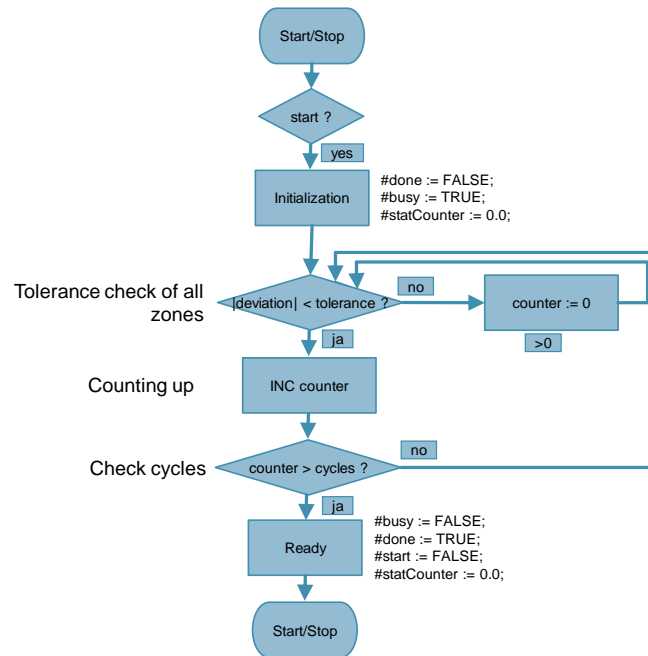 Start/Stop
start ?
yes
Initialization
#done := FALSE;
#busy := TRUE;
#statCounter := 0.0;
Tolerance check of all
zones
|deviation| < tolerance ?
no
counter := 0
>0
ja
Counting up
INC counter
Check cycles
counter > cycles ?
no
ja
Ready
#busy := FALSE;
#done := TRUE;
#start := FALSE;
#statCounter := 0.0;
Start/Stop